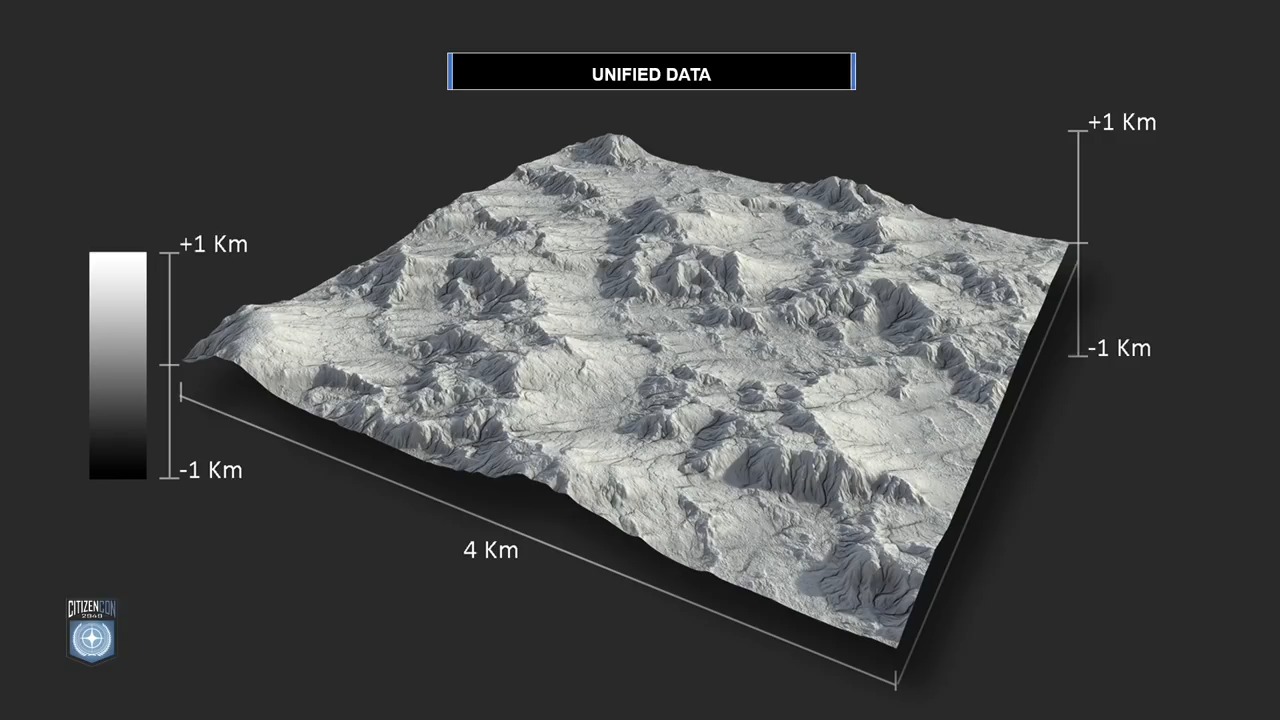 UNIFIED DATA
+1 Km
+1 Km
-1 Km
-1 Km
4 Km
CITIZENCON
2949